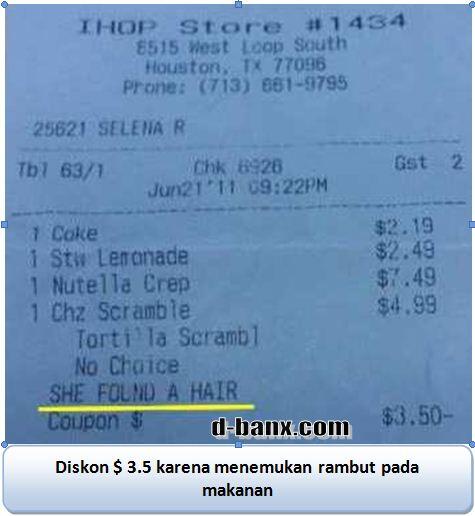 IHOP Store #1434
6515 West Loop South
Houston, TX 77096
Phone: (713) 661-9795
25621 SELENA R
Tbl 63/1 Chk 6926 Gst 2
Jun21'11 09:22PM
1 Coke $2.19
1 Stw Lemonade $2.49
1 Nutella Crep $7.49
1 Chz Scramble $4.99
Tortilla Scrambl
No Choice
SHE FOUND A HAIR
Coupon $ $3.50-
d-banx.com
Diskon $ 3.5 karena menemukan rambut pada
makanan